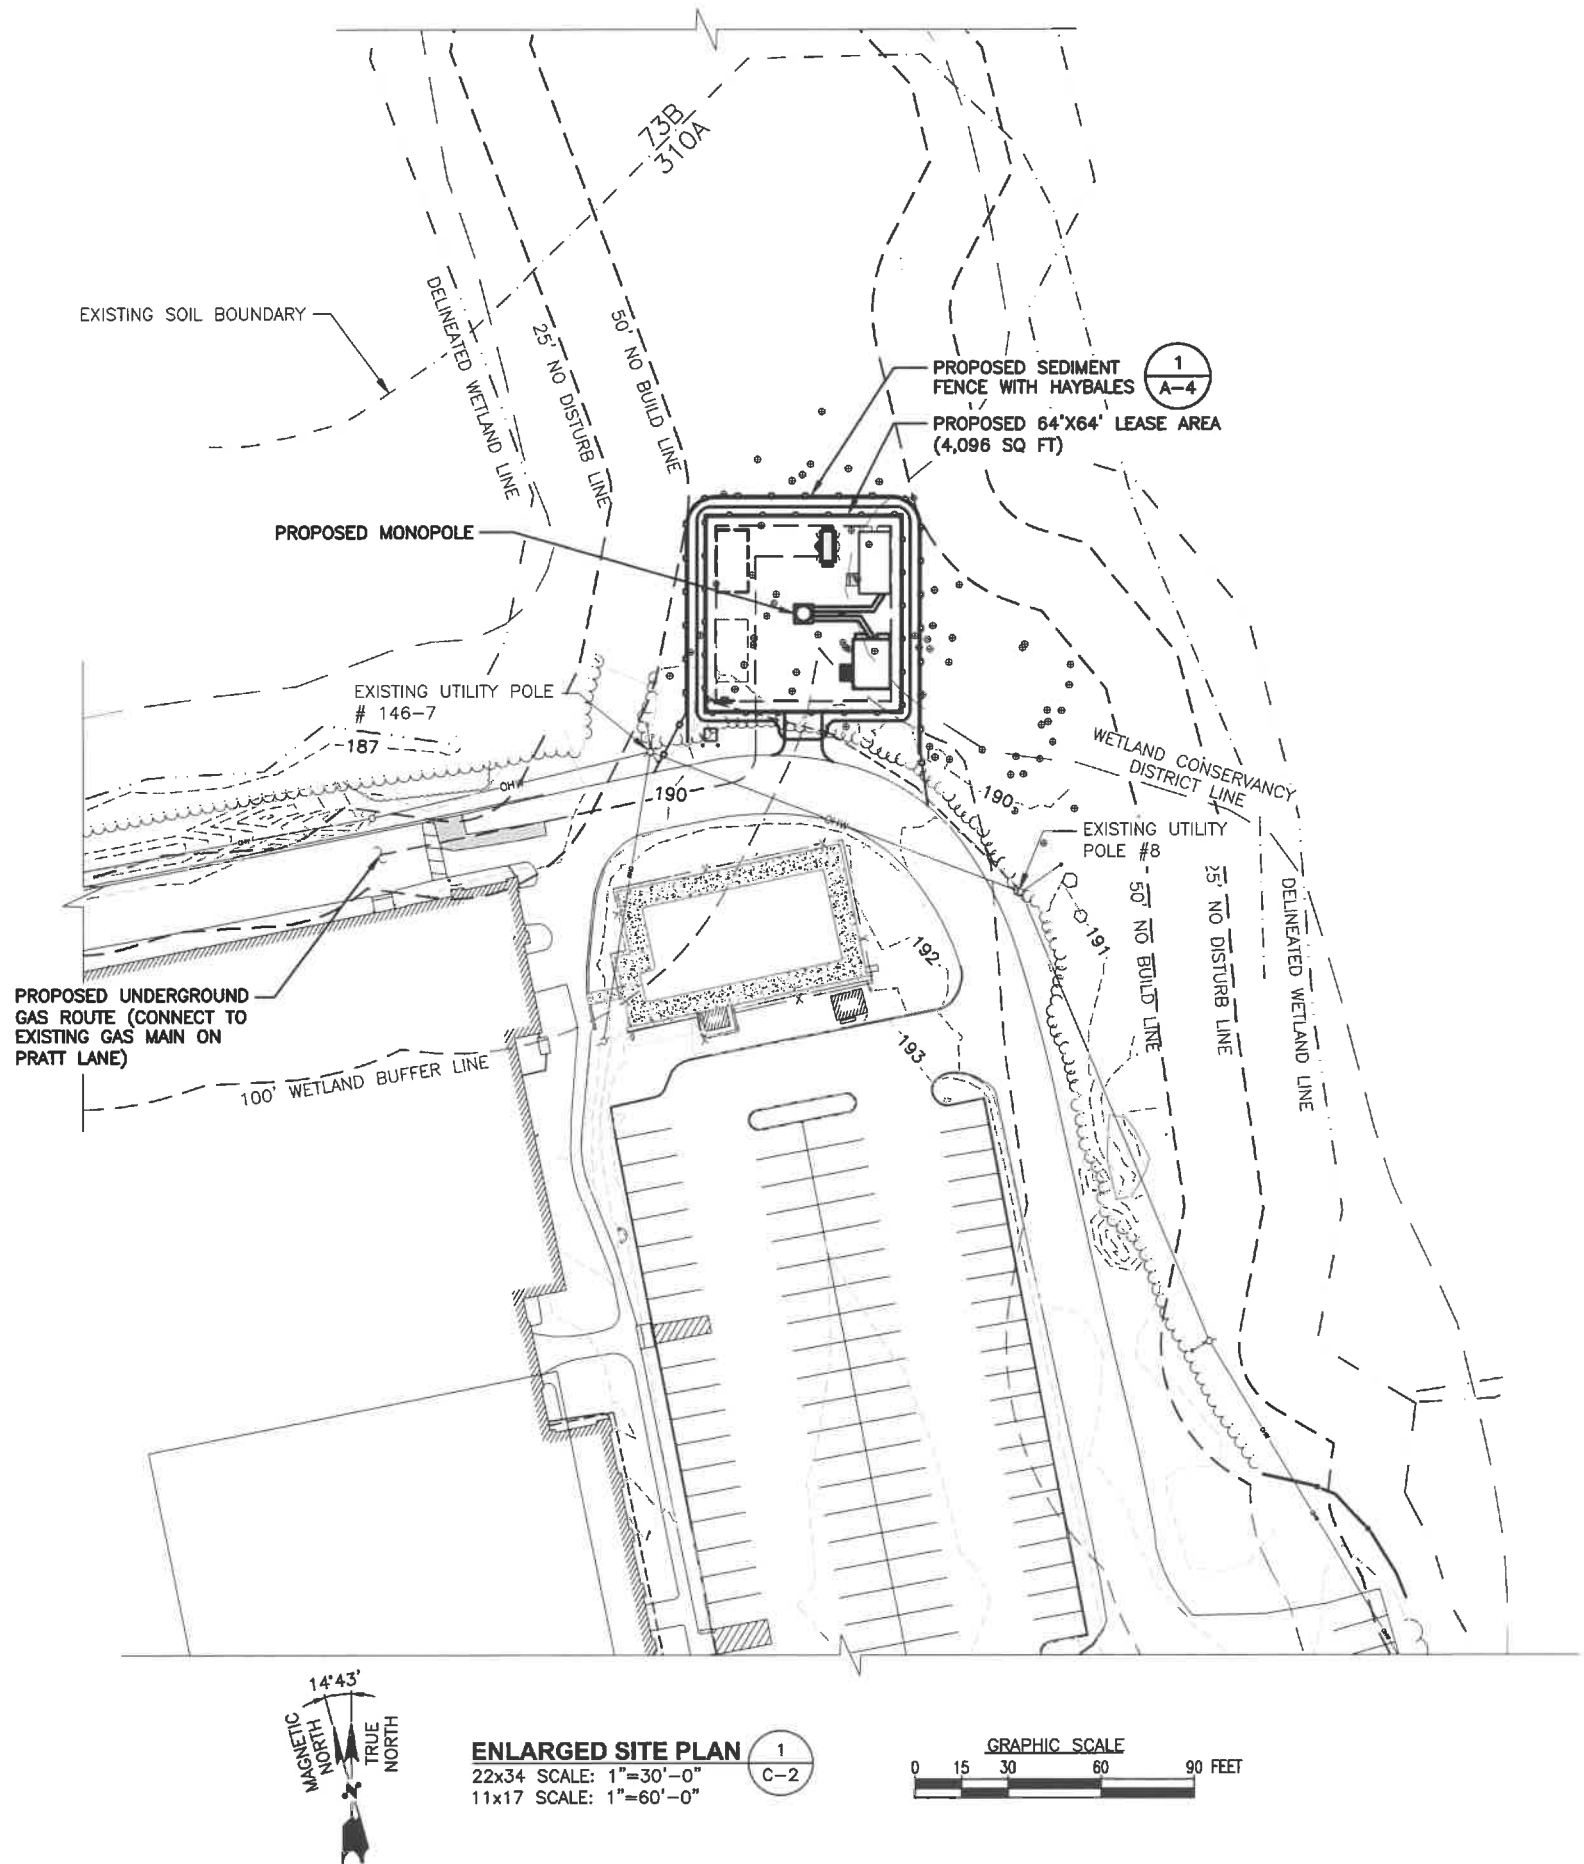 73B
310A
EXISTING SOIL BOUNDARY
DELINEATED WETLAND LINE
25' NO DISTURB LINE
50' NO BUILD LINE
PROPOSED SEDIMENT
FENCE WITH HAYBALES
1
A-4
PROPOSED 64'X64' LEASE AREA
(4,096 SQ FT)
PROPOSED MONOPOLE
EXISTING UTILITY POLE
# 146-7
187
OHW
190
OHW
190
WETLAND CONSERVANCY
DISTRICT LINE
EXISTING UTILITY
POLE #8
OHW
191
192
193
50' NO BUILD LINE
25' NO DISTURB LINE
DELINEATED WETLAND LINE
PROPOSED UNDERGROUND
GAS ROUTE (CONNECT TO
EXISTING GAS MAIN ON
PRATT LANE)
100' WETLAND BUFFER LINE
14°43'
MAGNETIC
NORTH
TRUE
NORTH
N
ENLARGED SITE PLAN
1
C-2
22x34 SCALE: 1"=30'-0"
11x17 SCALE: 1"=60'-0"
GRAPHIC SCALE
0 15 30 60 90 FEET